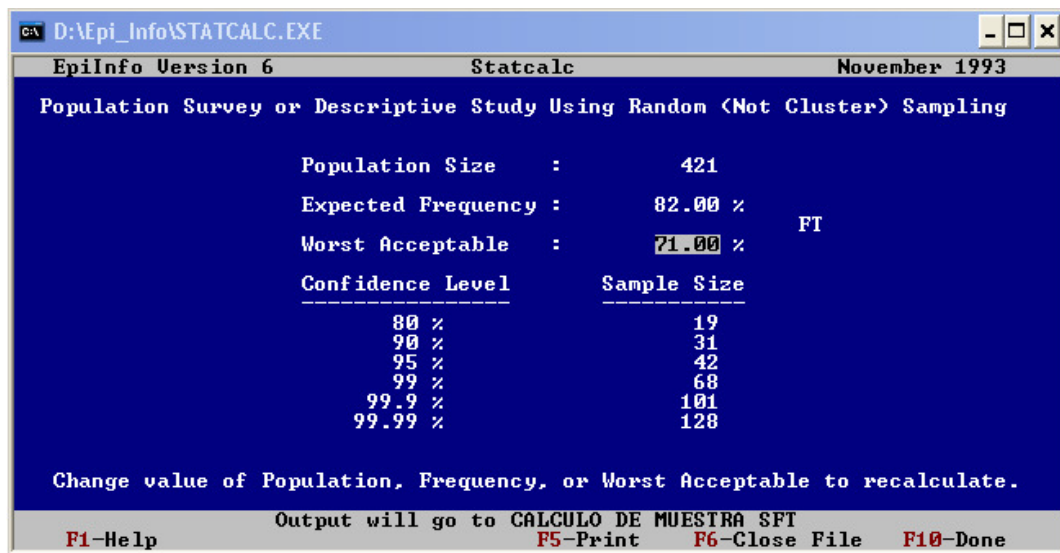 D:\Epi_Info\STATCALC.EXE
EpiInfo Version 6 Statcalc November 1993
Population Survey or Descriptive Study Using Random (Not Cluster) Sampling
Population Size : 421
Expected Frequency : 82.00 %
FT
Worst Acceptable : 71.00 %
Confidence Level Sample Size
80 % 19
90 % 31
95 % 42
99 % 68
99.9 % 101
99.99 % 128
Change value of Population, Frequency, or Worst Acceptable to recalculate.
Output will go to CALCULO DE MUESTRA SFT
F1-Help F5-Print F6-Close File F10-Done